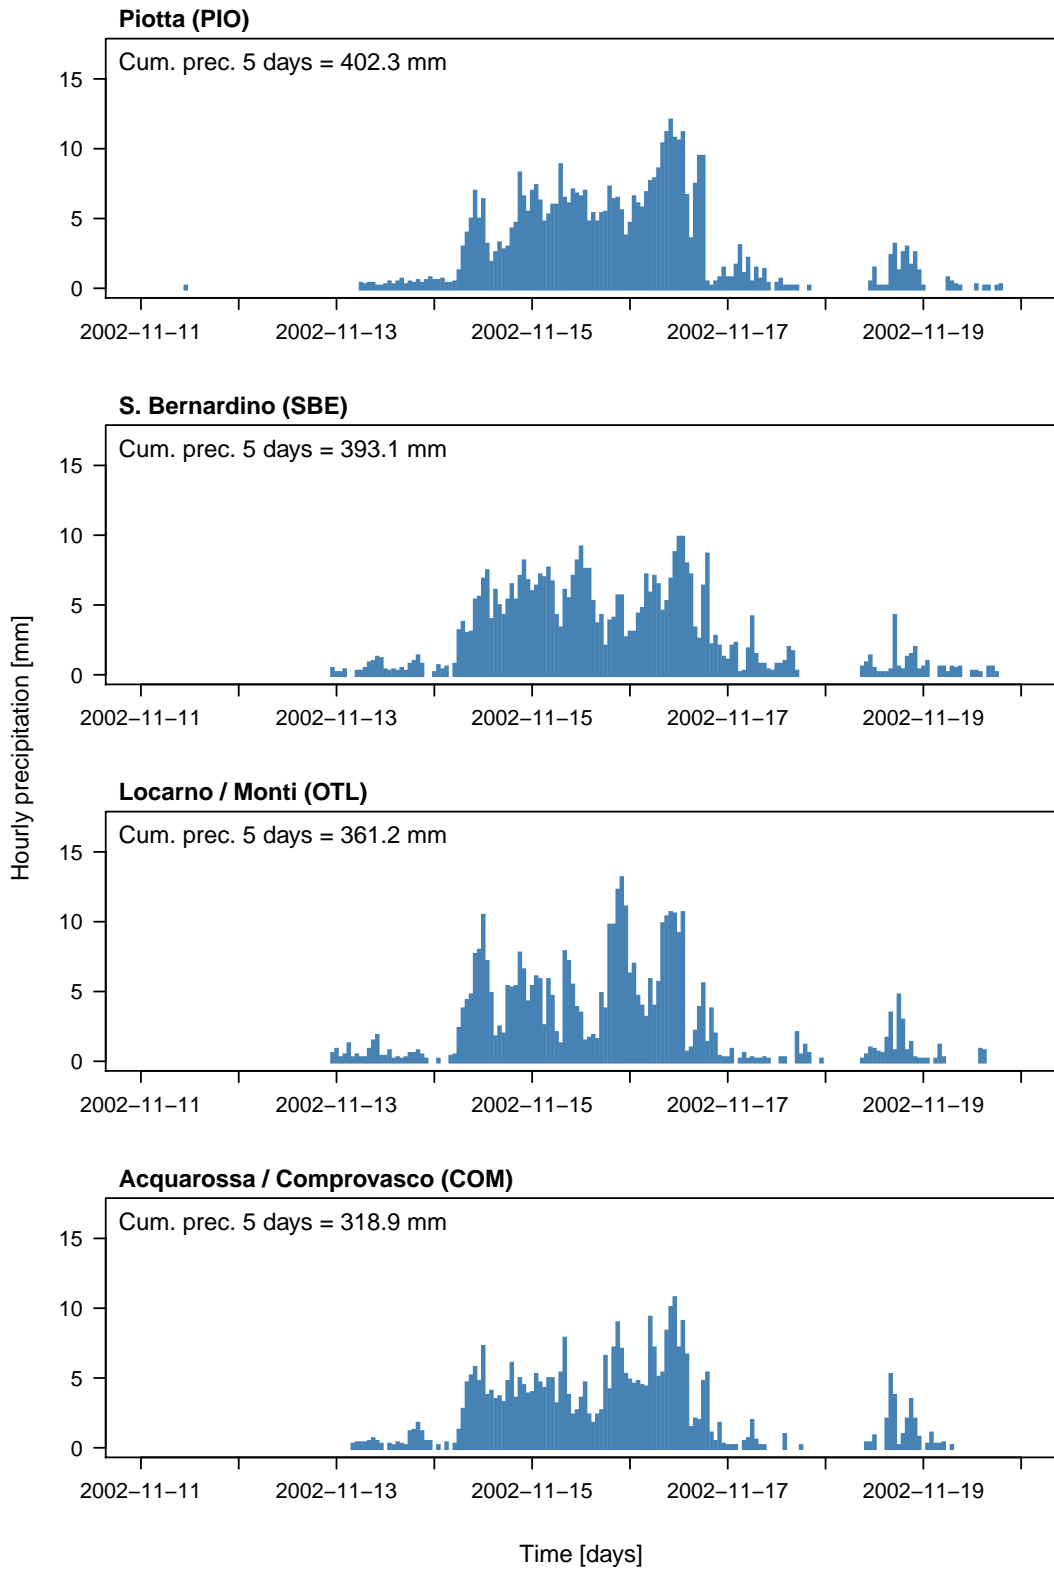 Piotta (PIO)
Cum. prec. 5 days = 402.3 mm
15
10
5
0
2002−11−11 2002−11−13 2002−11−15 2002−11−17 2002−11−19
S. Bernardino (SBE)
Cum. prec. 5 days = 393.1 mm
15
10
5
0
2002−11−11 2002−11−13 2002−11−15 2002−11−17 2002−11−19
Hourly precipitation [mm]
Locarno / Monti (OTL)
Cum. prec. 5 days = 361.2 mm
15
10
5
0
2002−11−11 2002−11−13 2002−11−15 2002−11−17 2002−11−19
Acquarossa / Comprovasco (COM)
Cum. prec. 5 days = 318.9 mm
15
10
5
0
2002−11−11 2002−11−13 2002−11−15 2002−11−17 2002−11−19
Time [days]